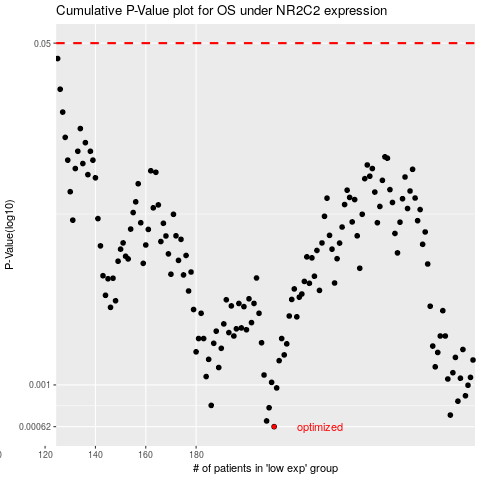 Cumulative P-Value plot for OS under NR2C2 expression
0.05
P-Value(log10)
0.001
0.00062
optimized
0 120 140 160 180
# of patients in 'low exp' group